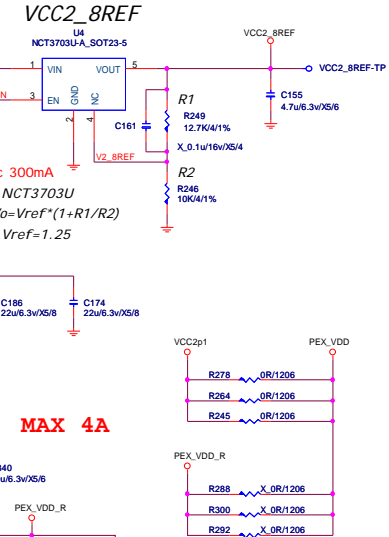 VCC2_8REF
U4
NCT3703U-A_SOT23-5
VCC2_8REF
1 VIN VOUT 5
VCC2_8REF-TP
3 EN GND NC
2 4
C155
4.7u/6.3v/X5/6
R1
R249
12.7K/4/1%
C161
X_0.1u/16v/X5/4
V2_8REF
R2
R246
10K/4/1%
300mA
NCT3703U
o=Vref*(1+R1/R2)
Vref=1.25
C186
22u/6.3v/X5/8
C174
22u/6.3v/X5/8
VCC2p1
PEX_VDD
R278 0R/1206
R264 0R/1206
R245 0R/1206
MAX 4A
PEX_VDD_R
R288 X_0R/1206
R300 X_0R/1206
R292 X_0R/1206
u/6.3v/X5/6
PEX_VDD_R